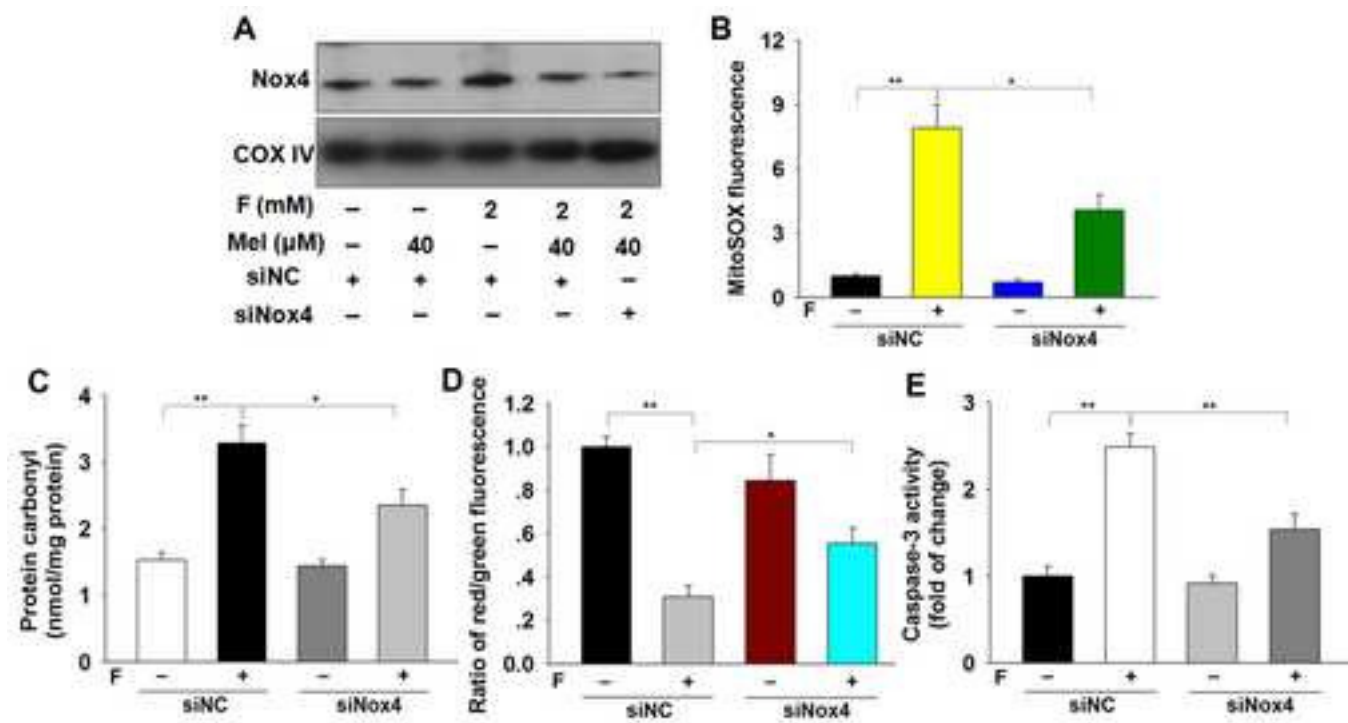 A
Nox4
COX IV
F (mM) – – 2 2 2
Mel (μM) – 40 – 40 40
siNC + + + + –
siNox4 – – – – +
B
MitoSOX fluorescence
12
9
6
3
0
** *
F – + – +
siNC siNox4
C
Protein carbonyl
(nmol/mg protein)
4
3
2
1
0
** *
F – + – +
siNC siNox4
D
Ratio of red/green fluorescence
1.2
1.0
.8
.6
.4
.2
0.0
**
*
– + – +
siNC siNox4
E
Caspase-3 activity
(fold of change)
3
2
1
0
** **
F – + – +
siNC siNox4